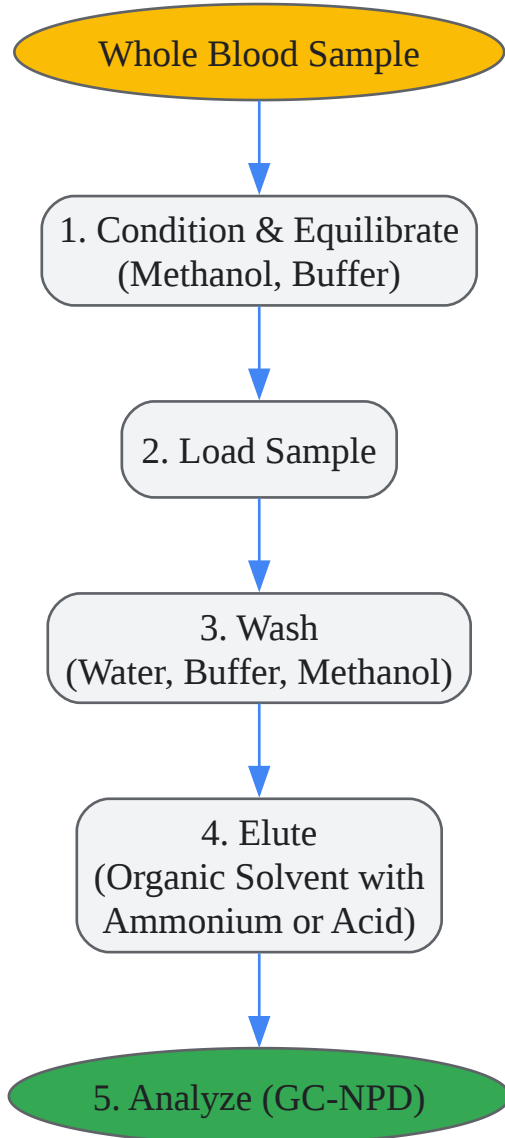 Whole Blood Sample
1. Condition & Equilibrate
(Methanol, Buffer)
2. Load Sample
3. Wash
(Water, Buffer, Methanol)
4. Elute
(Organic Solvent with
Ammonium or Acid)
5. Analyze (GC-NPD)